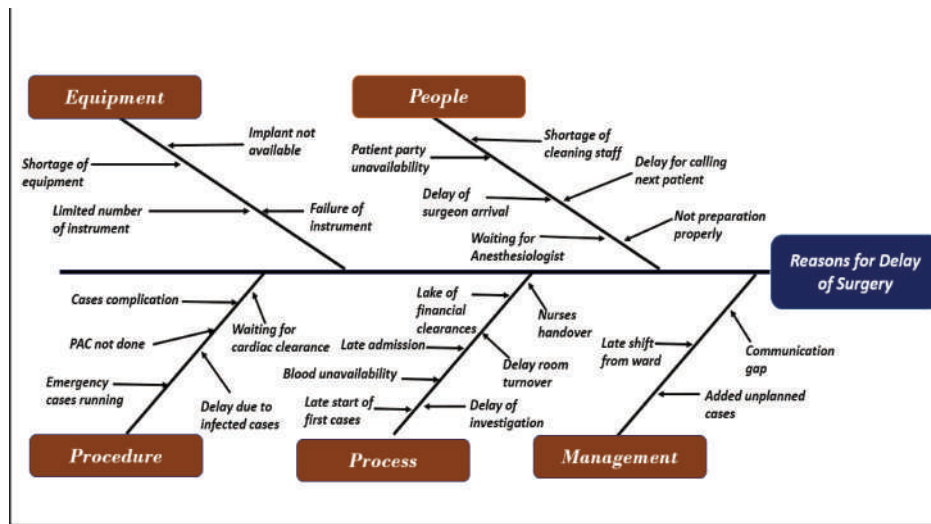 Equipment
People
Implant not
available
Shortage of
equipment
Limited number
of instrument
Failure of
instrument
Shortage of
cleaning staff
Patient party
unavailability
Delay for calling
next patient
Delay of
surgeon arrival
Not preparation
properly
Waiting for
Anesthesiologist
Reasons for Delay
of Surgery
Cases complication
Waiting for
cardiac clearance
PAC not done
Emergency
cases running
Delay due to
infected cases
Procedure
Lake of
financial
clearances
Nurses
handover
Late admission
Delay room
turnover
Blood unavailability
Late start of
first cases
Delay of
investigation
Process
Late shift
from ward
Communication
gap
Added unplanned
cases
Management